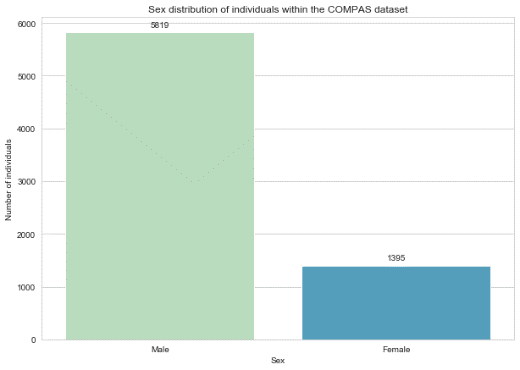 Sex distribution of individuals within the COMPAS dataset
6000
5819
5000
4000
3000
2000
1395
1000
0
Number of individuals
Male
Female
Sex